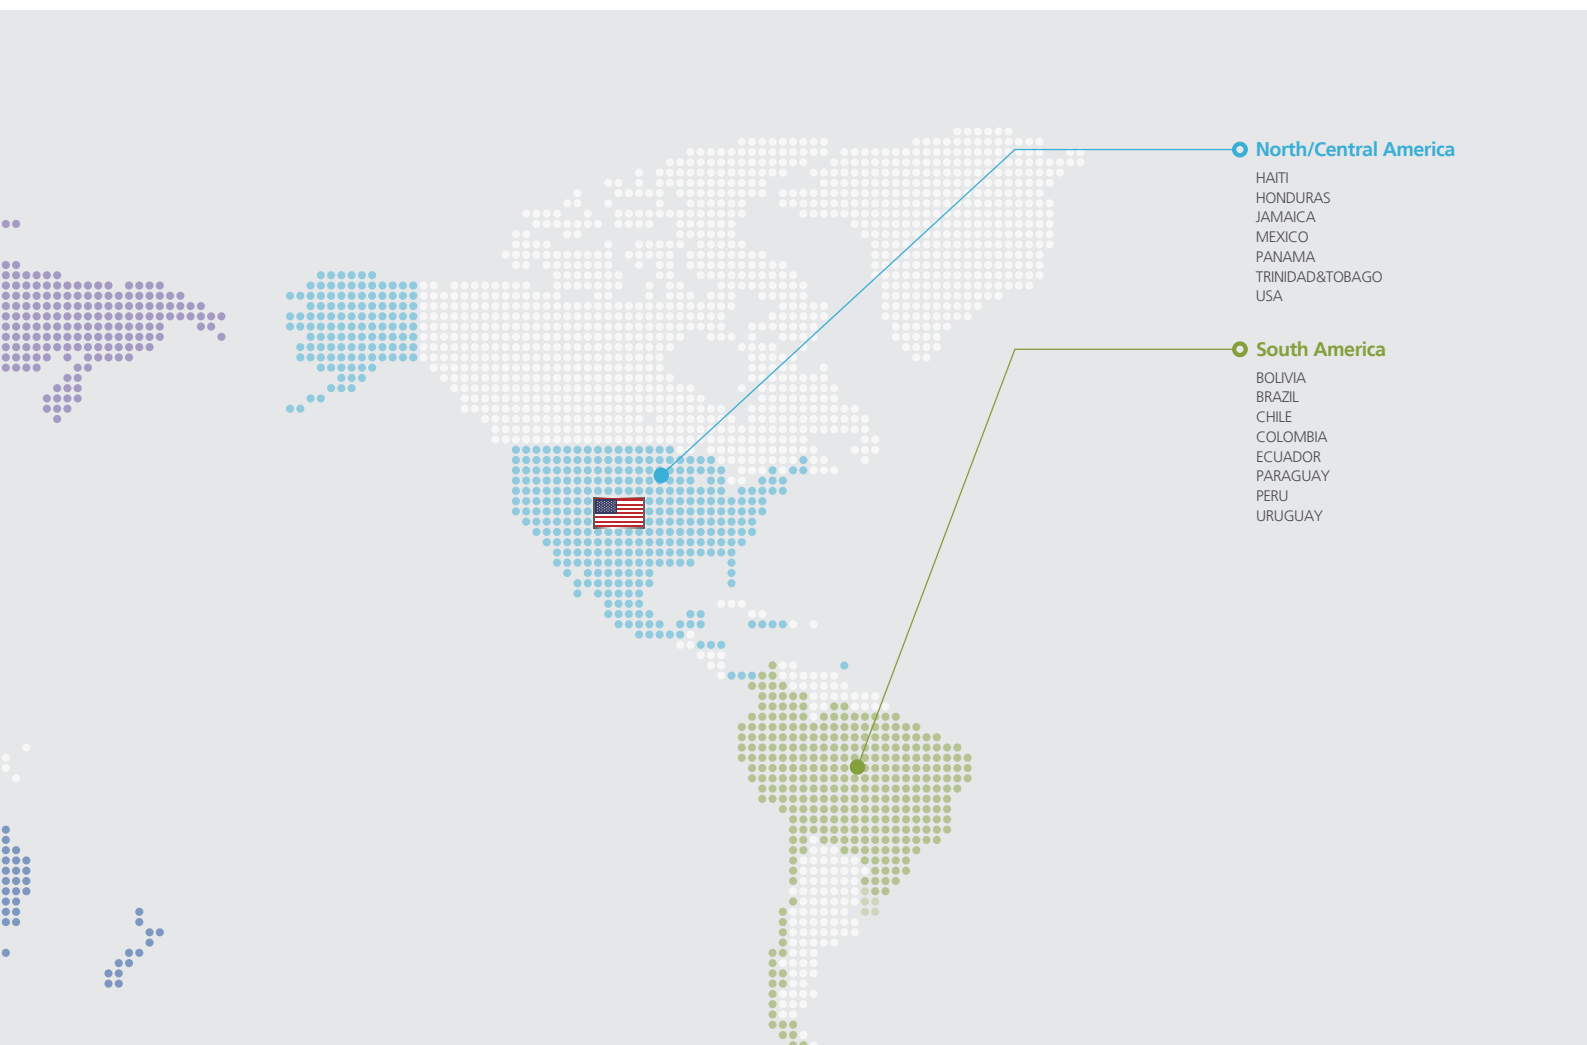 North/Central America
HAITI
HONDURAS
JAMAICA
MEXICO
PANAMA
TRINIDAD&TOBAGO
USA
South America
BOLIVIA
BRAZIL
CHILE
COLOMBIA
ECUADOR
PARAGUAY
PERU
URUGUAY